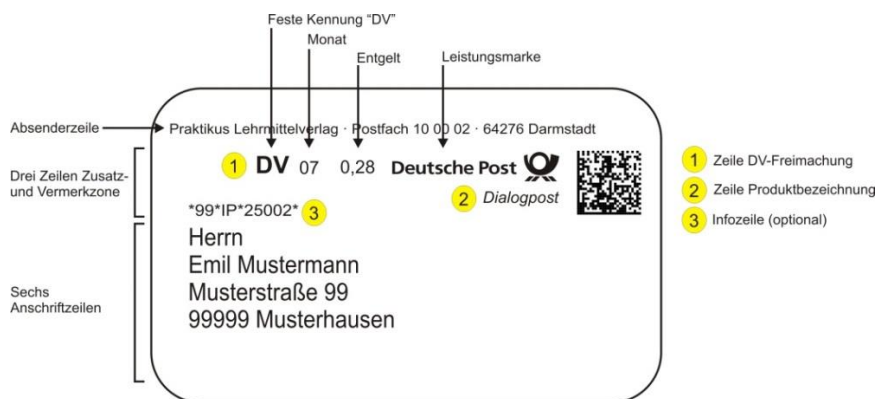 Feste Kennung "DV"
Monat
Entgelt
Leistungsmarke
Absenderzeile
Praktikus Lehrmittelverlag · Postfach 10 00 02 · 64276 Darmstadt
Drei Zeilen Zusatz-
und Vermerkzone
1 DV 07 0,28 Deutsche Post
2 Dialogpost
*99*IP*25002* 3
Sechs
Anschriftzeilen
Herrn
Emil Mustermann
Musterstraße 99
99999 Musterhausen
1 Zeile DV-Freimachung
2 Zeile Produktbezeichnung
3 Infozeile (optional)